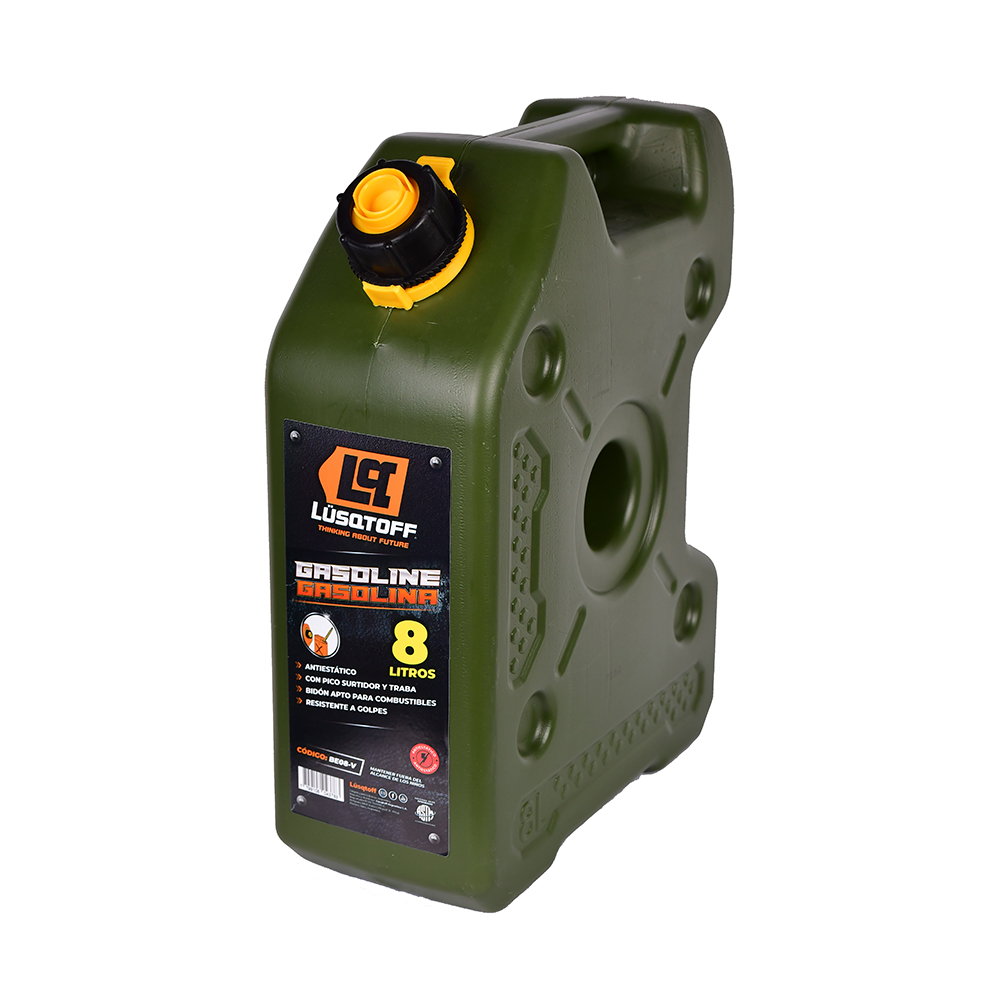 LQT
LÜSQTOFF
THINKING ABOUT FUTURE
GASOLINE
GASOLINA
8
LITROS
ANTIESTÁTICO
CON PICO SURTIDOR Y TRABA
BIDÓN APTO PARA COMBUSTIBLES
RESISTENTE A GOLPES
CÓDIGO: BE08-V
MANTENER FUERA DEL
ALCANCE DE LOS NIÑOS
Lüsqtoff
8L